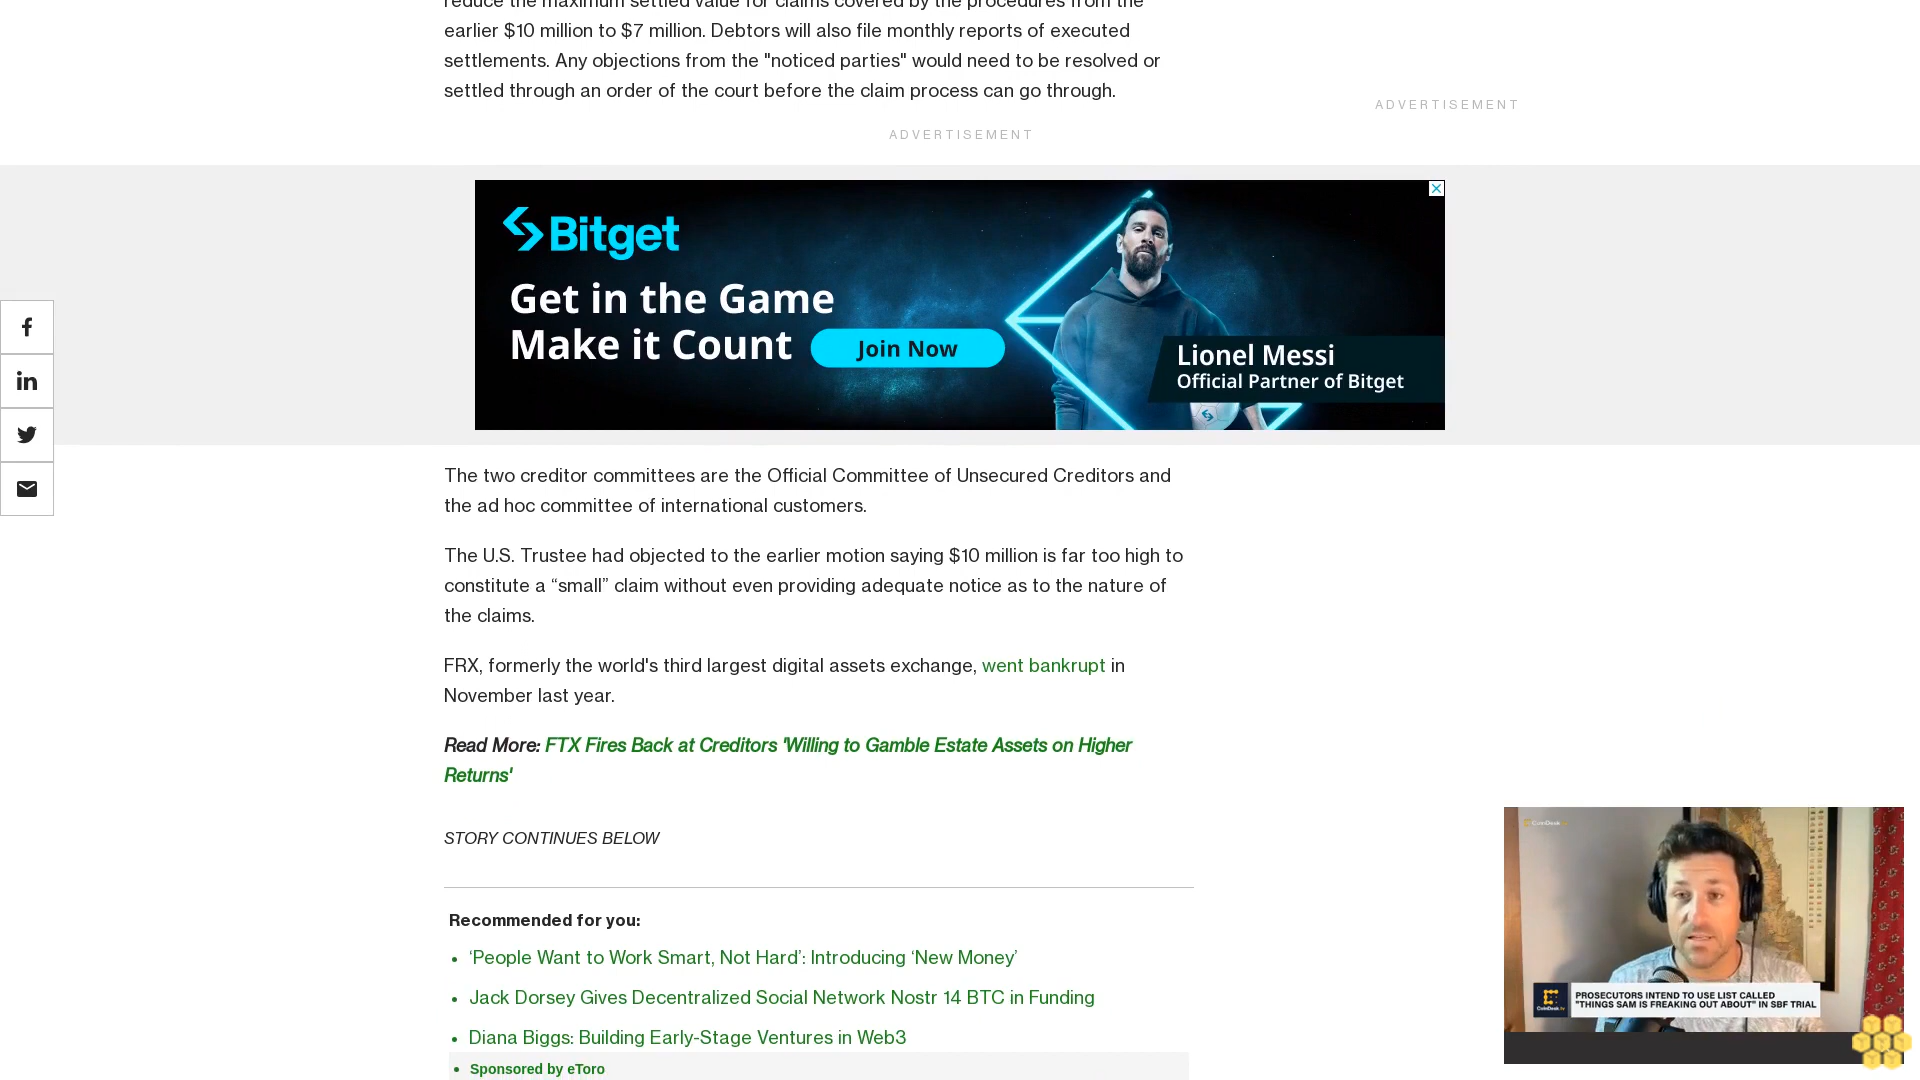 reduce the maximum settled value for claims covered by the procedures from the
earlier $10 million to $7 million. Debtors will also file monthly reports of executed
settlements. Any objections from the "noticed parties" would need to be resolved or
settled through an order of the court before the claim process can go through.
ADVERTISEMENT
ADVERTISEMENT
Bitget
Get in the Game
Make it Count
Join Now
Lionel Messi
Official Partner of Bitget
The two creditor committees are the Official Committee of Unsecured Creditors and
the ad hoc committee of international customers.
The U.S. Trustee had objected to the earlier motion saying $10 million is far too high to
constitute a “small” claim without even providing adequate notice as to the nature of
the claims.
FRX, formerly the world's third largest digital assets exchange, went bankrupt in
November last year.
Read More: FTX Fires Back at Creditors 'Willing to Gamble Estate Assets on Higher
Returns'
STORY CONTINUES BELOW
Recommended for you:
‘People Want to Work Smart, Not Hard’: Introducing ‘New Money’
Jack Dorsey Gives Decentralized Social Network Nostr 14 BTC in Funding
Diana Biggs: Building Early-Stage Ventures in Web3
Sponsored by eToro
CoinDesk
CoinDesk.tv
PROSECUTORS INTEND TO USE LIST CALLED
"THINGS SAM IS FREAKING OUT ABOUT" IN SBF TRIAL